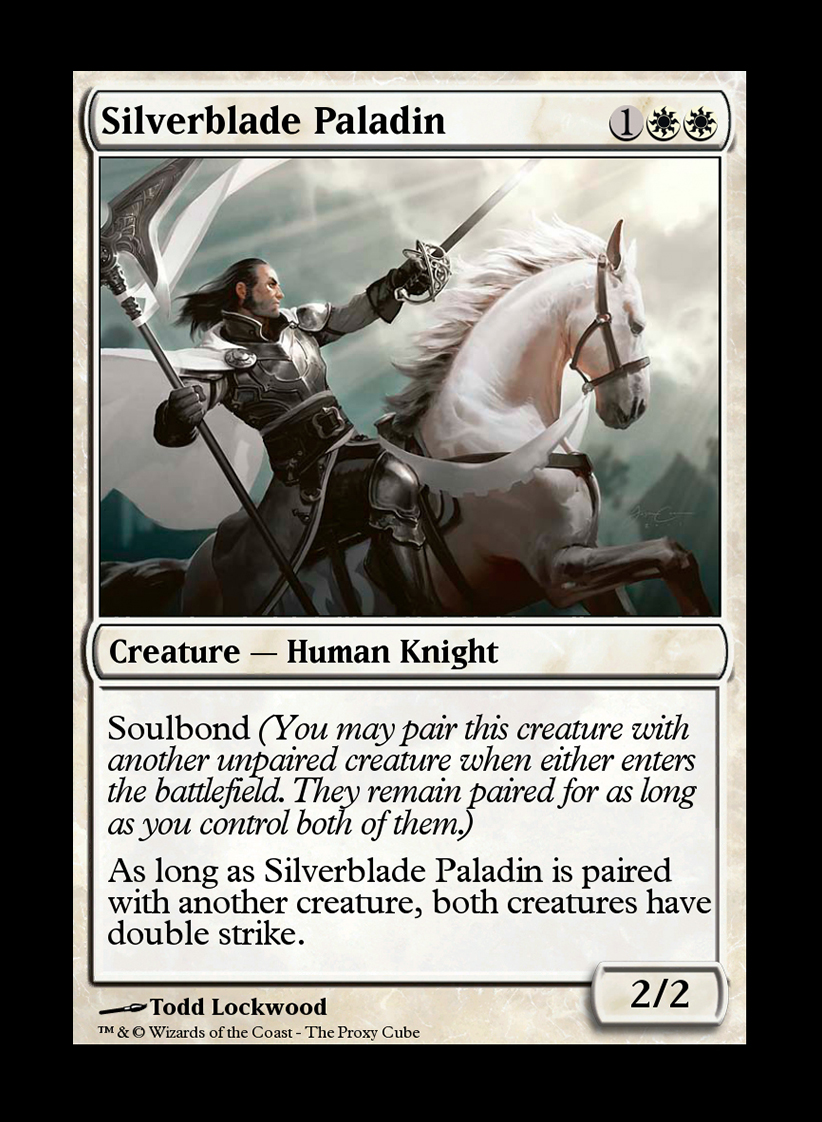 Silverblade Paladin 1
Creature — Human Knight
Soulbond (You may pair this creature with
another unpaired creature when either enters
the battlefield. They remain paired for as long
as you control both of them.)
As long as Silverblade Paladin is paired
with another creature, both creatures have
double strike.
2/2
Todd Lockwood
™ & © Wizards of the Coast - The Proxy Cube